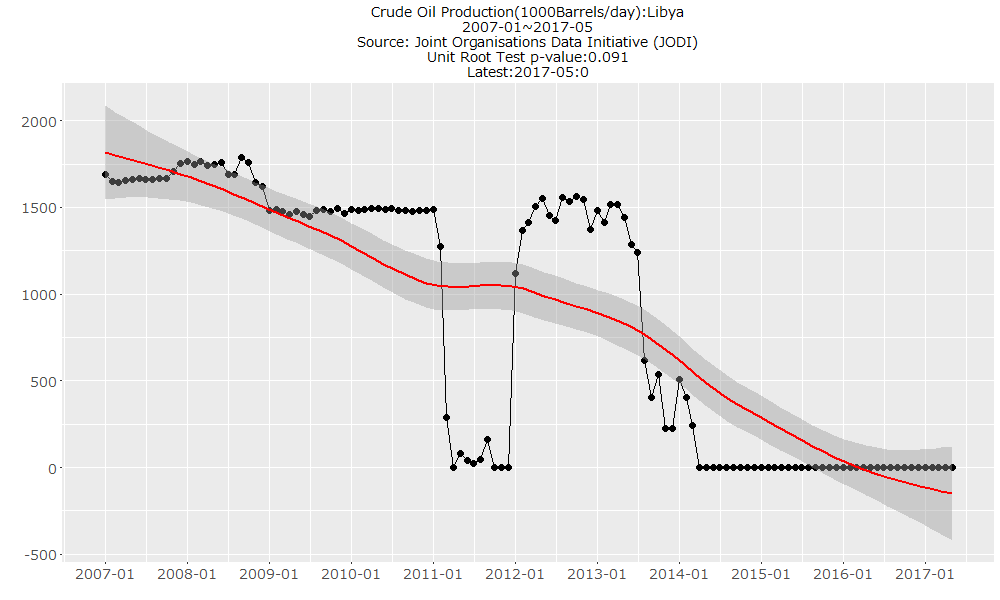 Crude Oil Production(1000Barrels/day):Libya
2007-01~2017-05
Source: Joint Organisations Data Initiative (JODI)
Unit Root Test p-value:0.091
Latest:2017-05:0
2000
1500
1000
500
0
-500
2007-01 2008-01 2009-01 2010-01 2011-01 2012-01 2013-01 2014-01 2015-01 2016-01 2017-01